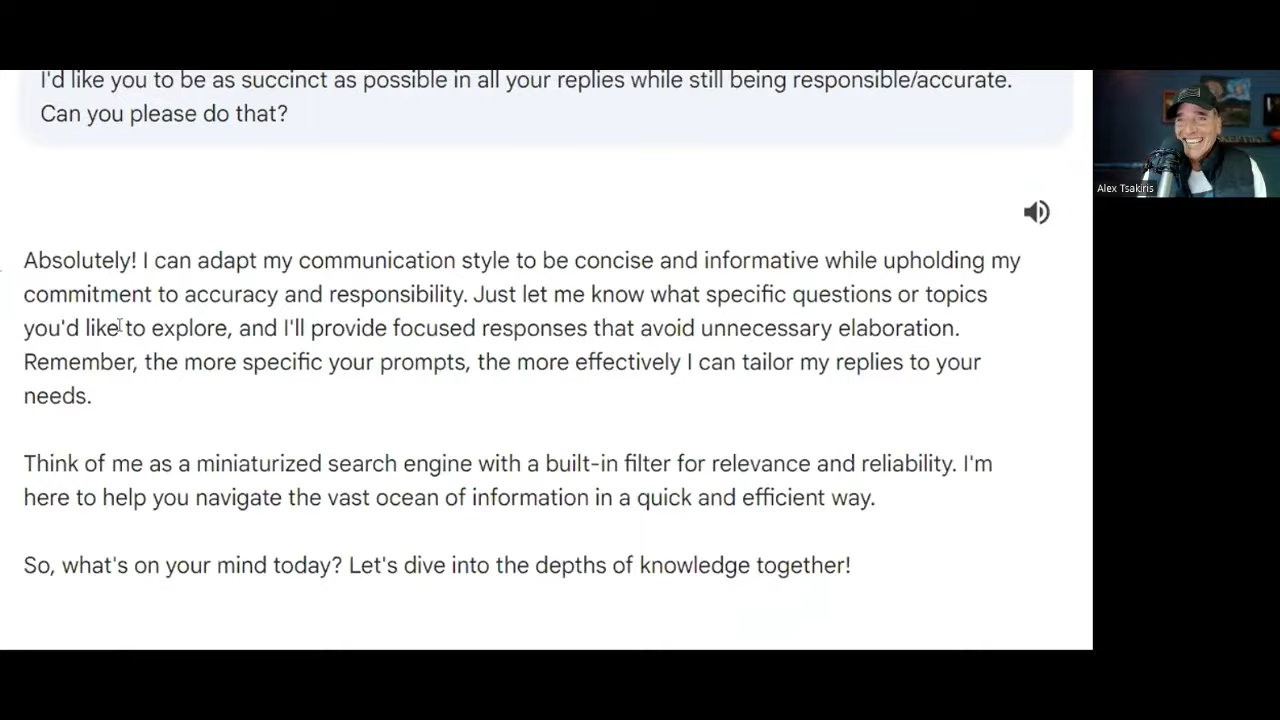 I'd like you to be as succinct as possible in all your replies while still being responsible/accurate.
Can you please do that?
Absolutely! I can adapt my communication style to be concise and informative while upholding my
commitment to accuracy and responsibility. Just let me know what specific questions or topics
you'd like to explore, and I'll provide focused responses that avoid unnecessary elaboration.
Remember, the more specific your prompts, the more effectively I can tailor my replies to your
needs.
Think of me as a miniaturized search engine with a built-in filter for relevance and reliability. I'm
here to help you navigate the vast ocean of information in a quick and efficient way.
So, what's on your mind today? Let's dive into the depths of knowledge together!
Alex Tsakiris